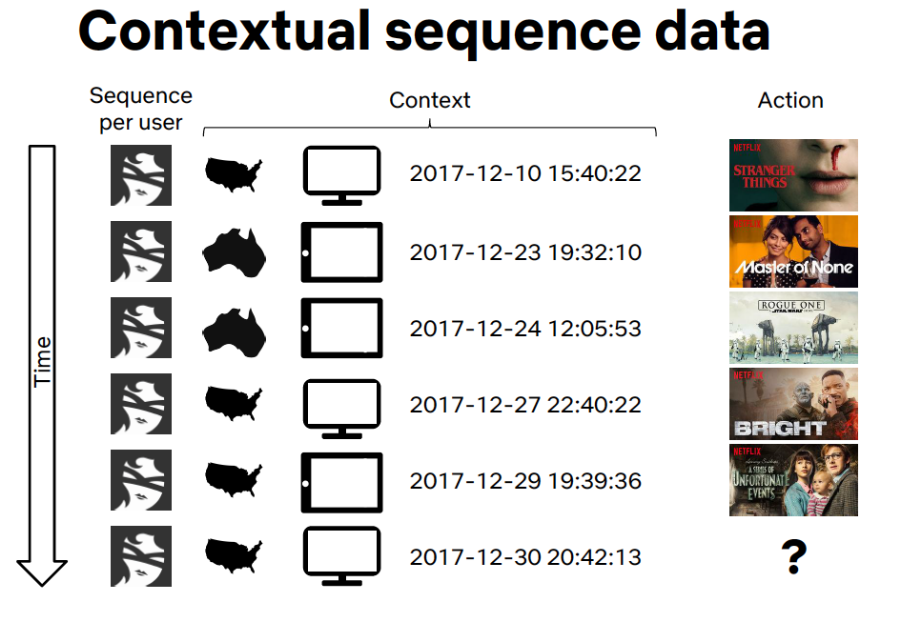 Contextual sequence data
Sequence
per user
Context
Action
Time
2017-12-10 15:40:22
NETFLIX
STRANGER
THINGS
2017-12-23 19:32:10
Master of None
2017-12-24 12:05:53
ROGUE ONE
STAR WARS
2017-12-27 22:40:22
NETFLIX
BRIGHT
2017-12-29 19:39:36
NETFLIX
A SERIES OF
UNFORTUNATE
EVENTS
2017-12-30 20:42:13
?